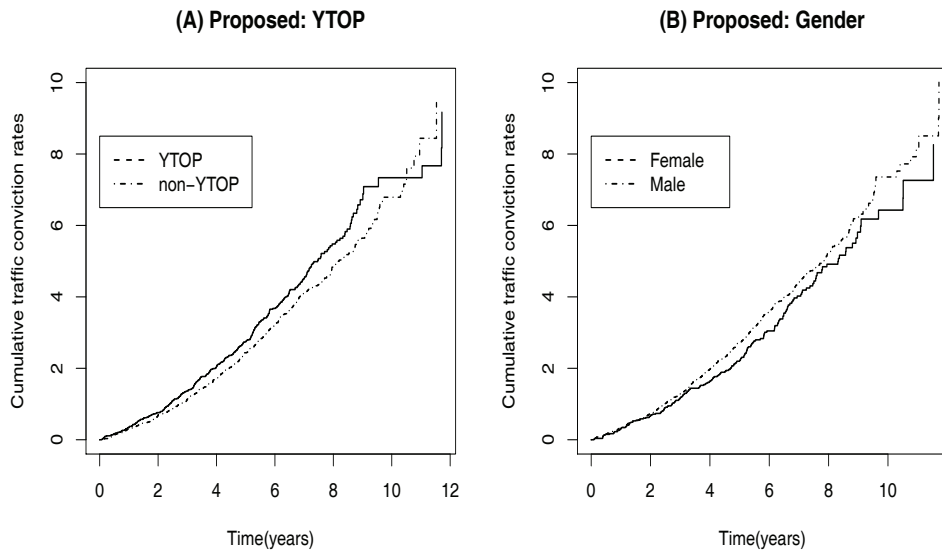 (A) Proposed: YTOP
Cumulative traffic conviction rates
10
8
6
4
2
0
YTOP
non−YTOP
0 2 4 6 8 10 12
Time(years)
(B) Proposed: Gender
Cumulative traffic conviction rates
10
8
6
4
2
0
Female
Male
0 2 4 6 8 10
Time(years)